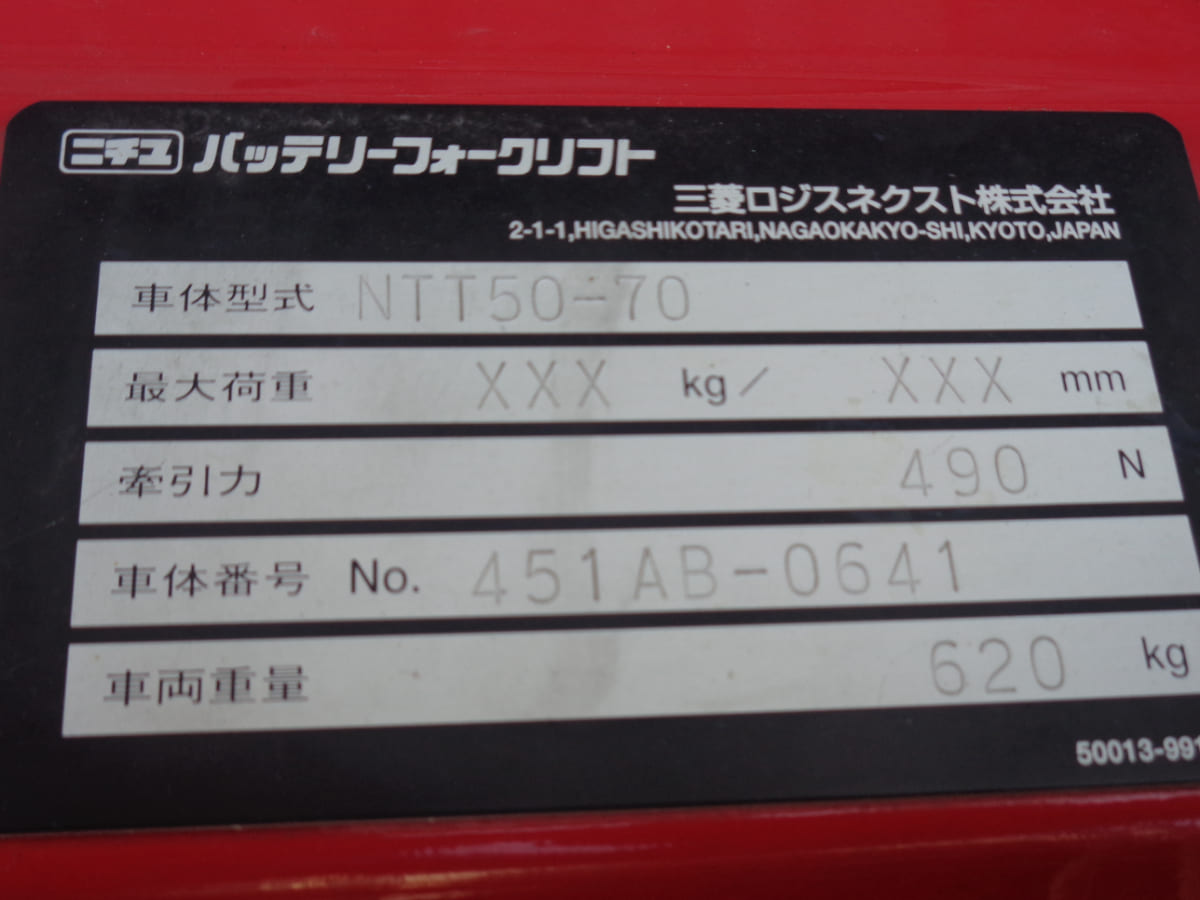 ニチユ バッテリーフォークリフト
三菱ロジスネクスト株式会社
2-1-1,HIGASHIKOTARI,NAGAOKAKYO-SHI,KYOTO,JAPAN
車体型式 NTT50-70
最大荷重 XXX kg/ XXX mm
牽引力 490 N
車体番号 No. 451AB-0641
車両重量 620 kg
50013-991